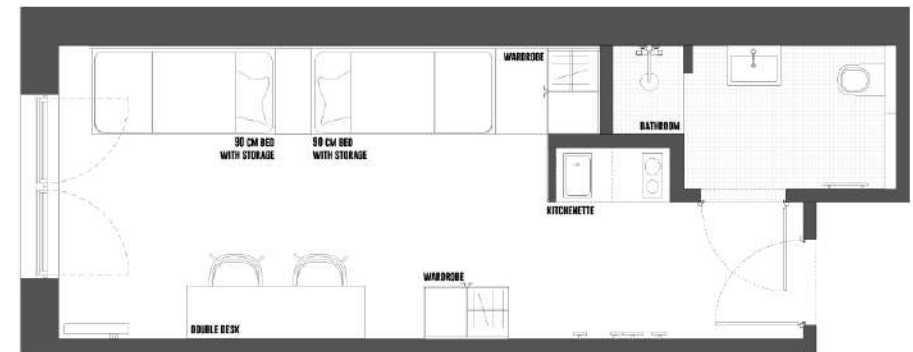 WARDROBE
BATHROOM
90 CM BED
WITH STORAGE
90 CM BED
WITH STORAGE
KITCHENETTE
WARDROBE
DOUBLE DESK